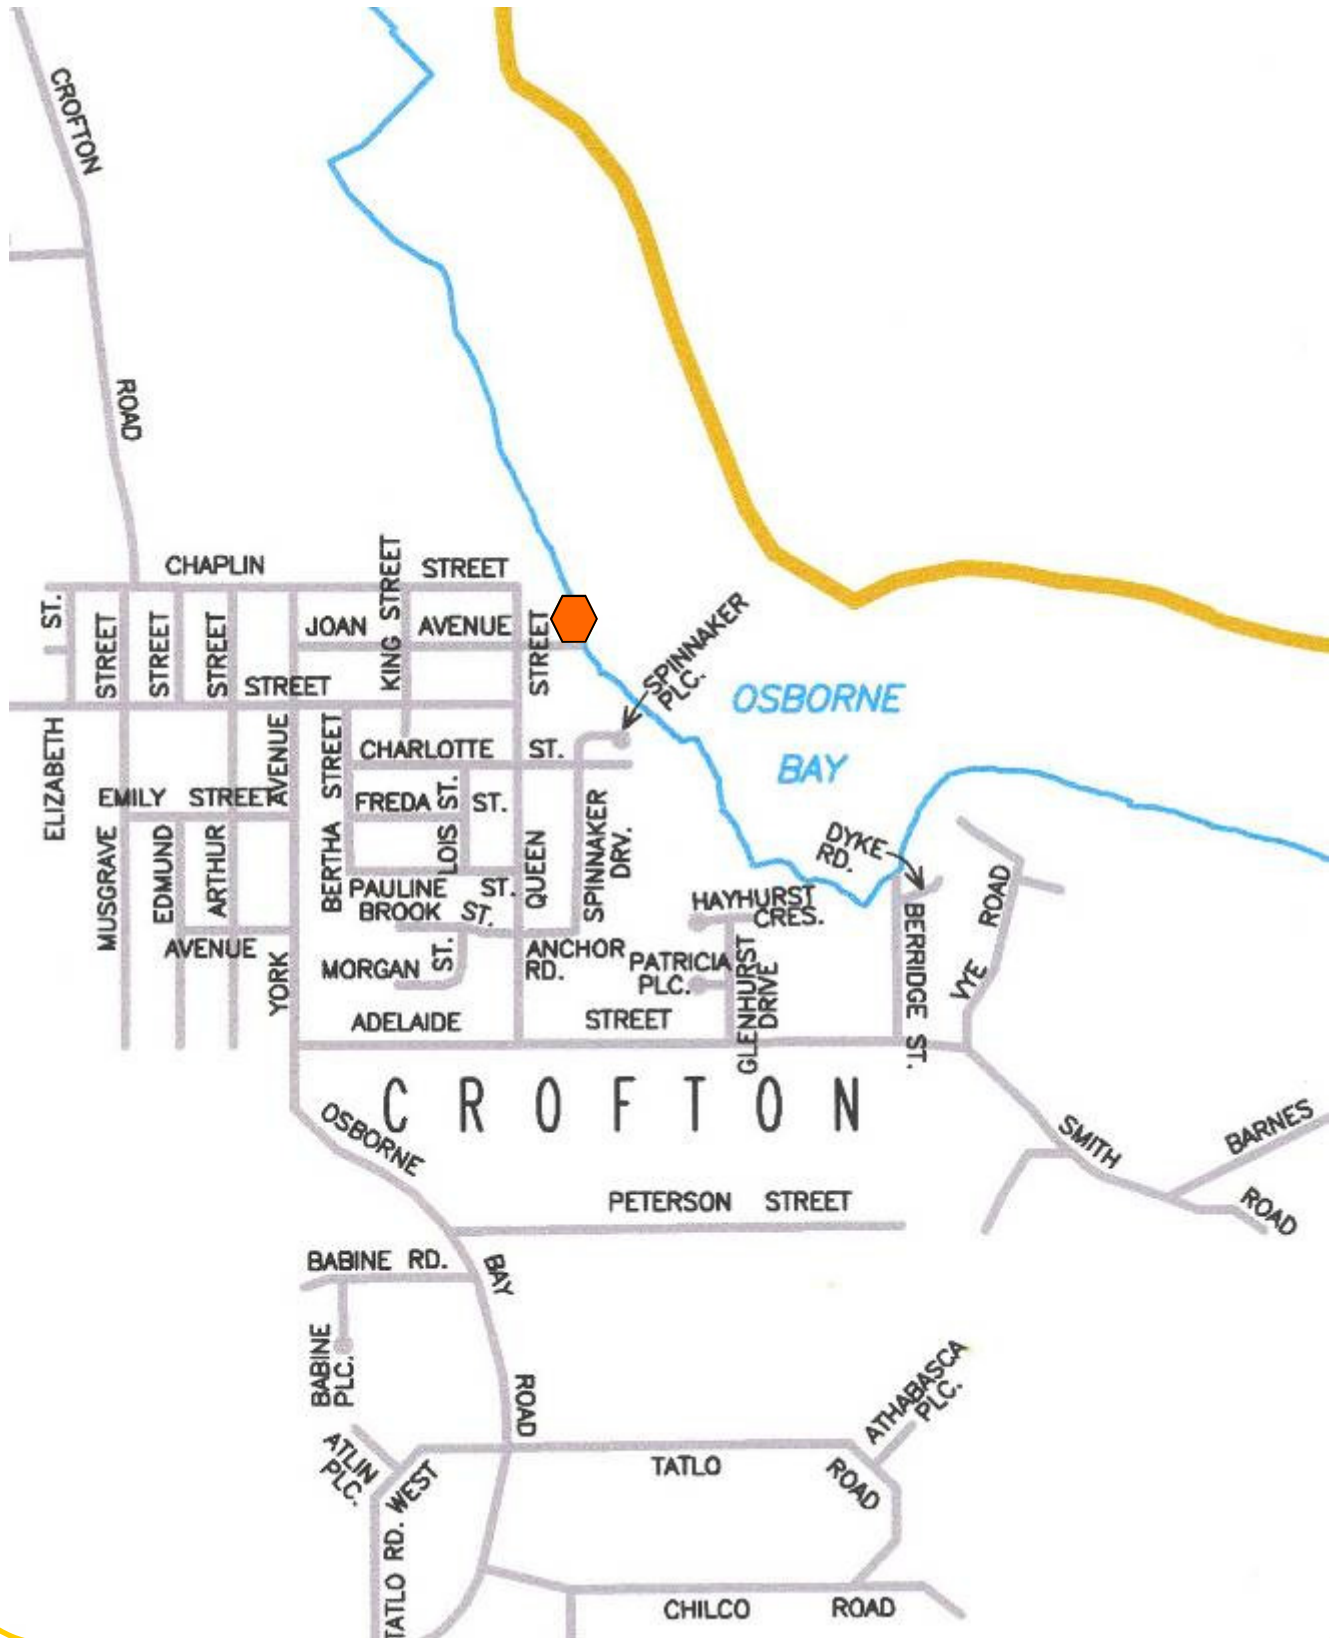 CROFTON
ROAD
CHAPLIN STREET
KING STREET
ST.
STREET
STREET
STREET
JOAN AVENUE
STREET
STREET
SPINNAKER
PLC.
OSBORNE
BAY
ELIZABETH
AVENUE
STREET
CHARLOTTE ST.
EMILY STREET
FREDA ST.
ST.
LOIS
SPINNAKER
DRV.
DYKE
RD.
MUSGRAVE
EDMUND
ARTHUR
BERTHA
QUEEN
PAULINE ST.
BROOK ST.
HAYHURST
CRES.
ROAD
VYE
AVENUE
YORK
MORGAN ST.
ANCHOR
RD.
PATRICIA
PLC.
GLENHURST
DRIVE
BERRIDGE ST.
ADELAIDE STREET
CROFTON
OSBORNE
BAY
ROAD
SMITH
ROAD
BARNES
PETERSON STREET
BABINE RD.
BABINE
PLC.
ATHABASCA
PLC.
ATLIN
PLC.
WEST
TATLO RD.
TATLO ROAD
CHILCO ROAD